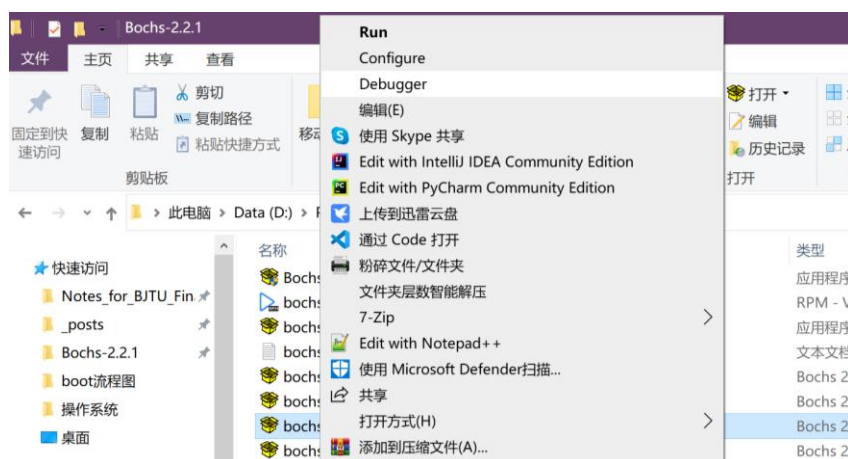 Bochs-2.2.1
文件 主页 共享 查看
固定到快速访问
复制
粘贴
剪切
复制路径
粘贴快捷方式
剪贴板
打开
编辑
历史记录
打开
此电脑 > Data (D:) >
快速访问
Notes_for_BJTU_Fin
_posts
Bochs-2.2.1
boot流程图
操作系统
桌面
名称
Bochs
bochs
bochs
bochs
bochs
bochs
bochs
bochs
Run
Configure
Debugger
编辑(E)
使用 Skype 共享
Edit with IntelliJ IDEA Community Edition
Edit with PyCharm Community Edition
上传到迅雷云盘
通过 Code 打开
粉碎文件/文件夹
文件夹层数智能解压
7-Zip
Edit with Notepad++
使用 Microsoft Defender扫描...
共享
打开方式(H)
添加到压缩文件(A)...
类型
应用程序
RPM - V
应用程序
文本文档
Bochs 2
Bochs 2
Bochs 2
Bochs 2